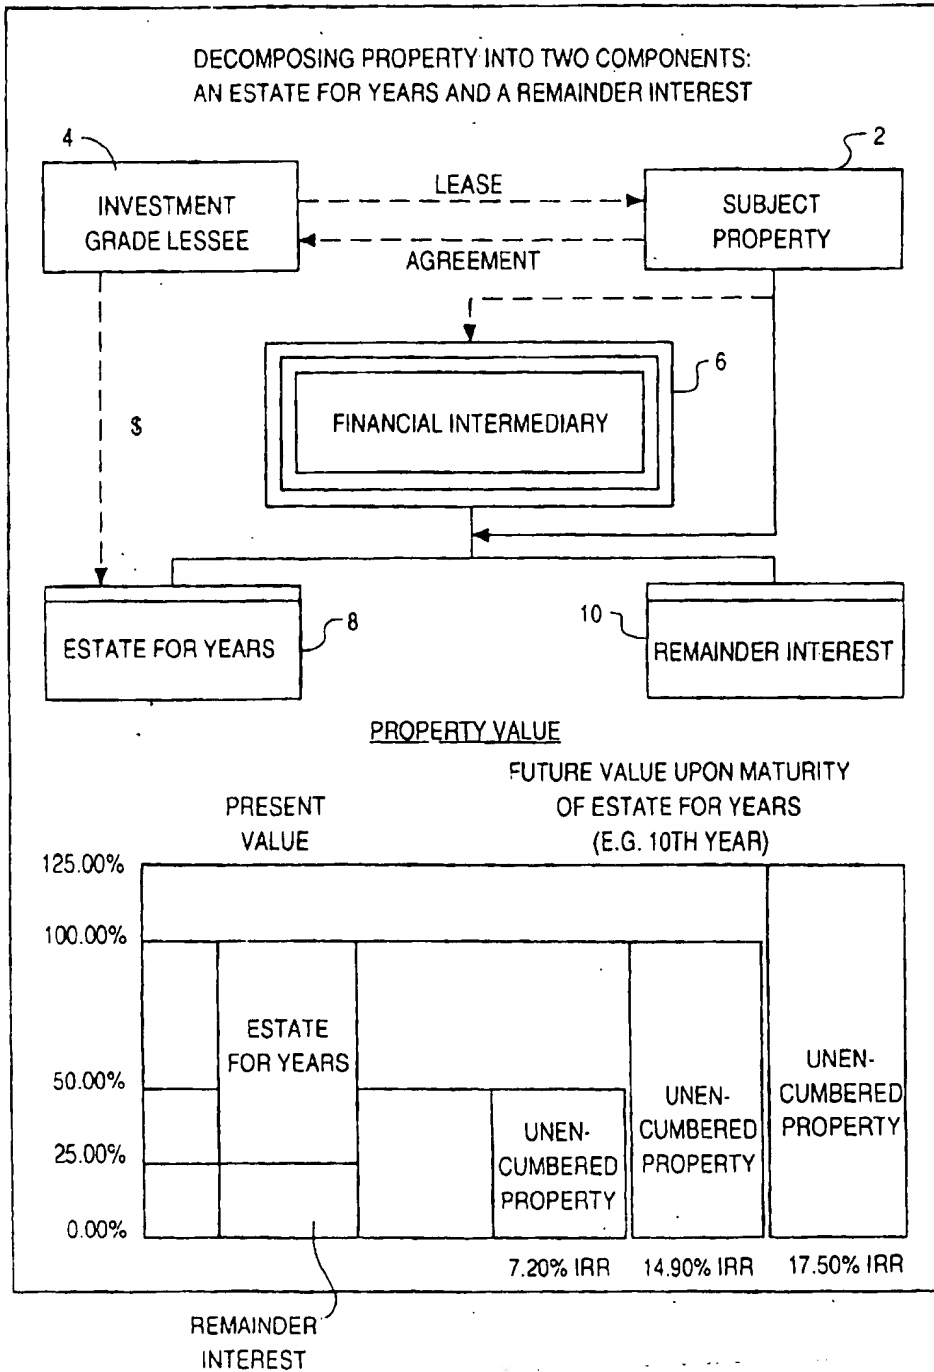 DECOMPOSING PROPERTY INTO TWO COMPONENTS:
AN ESTATE FOR YEARS AND A REMAINDER INTEREST
4
2
INVESTMENT
GRADE LESSEE
LEASE
AGREEMENT
SUBJECT
PROPERTY
6
FINANCIAL INTERMEDIARY
$
8
ESTATE FOR YEARS
10
REMAINDER INTEREST
PROPERTY VALUE
PRESENT
VALUE
FUTURE VALUE UPON MATURITY
OF ESTATE FOR YEARS
(E.G. 10TH YEAR)
125.00%
100.00%
50.00%
25.00%
0.00%
ESTATE
FOR YEARS
UNEN-
CUMBERED
PROPERTY
UNEN-
CUMBERED
PROPERTY
UNEN-
CUMBERED
PROPERTY
7.20% IRR
14.90% IRR
17.50% IRR
REMAINDER
INTEREST